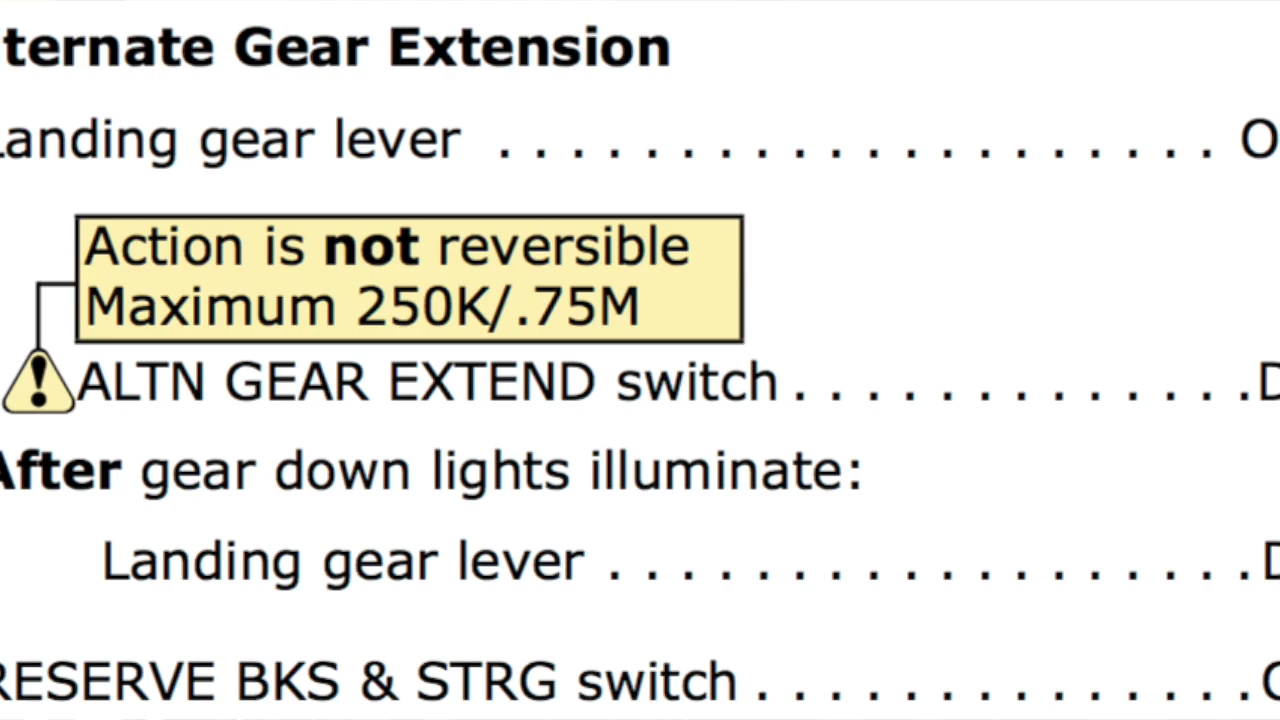 ternate Gear Extension
Landing gear lever . . . . . . . . . . . . . . . . . . . . O
Action is not reversible
Maximum 250K/.75M
ALTN GEAR EXTEND switch . . . . . . . . . . . . . D
After gear down lights illuminate:
Landing gear lever . . . . . . . . . . . . . . . . . . D
RESERVE BKS & STRG switch . . . . . . . . . . . . . .